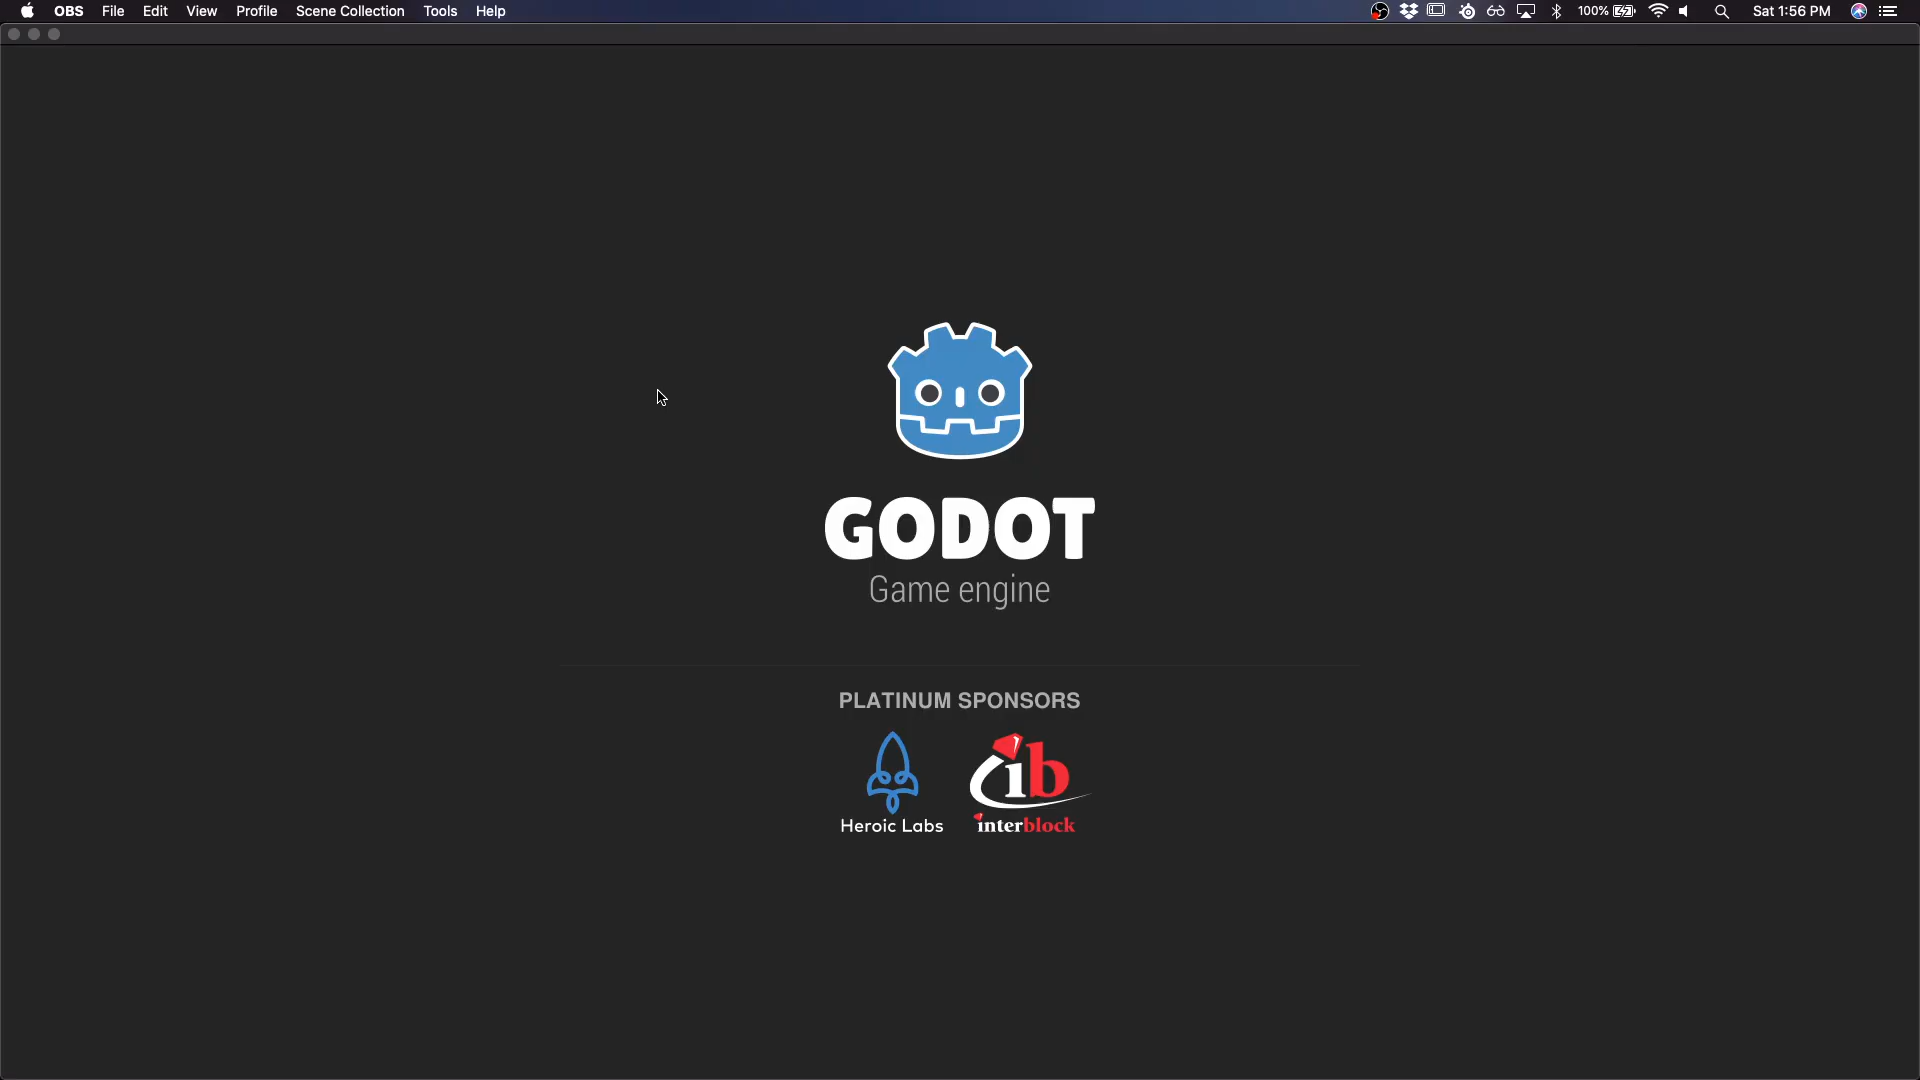 OBS File Edit View Profile Scene Collection Tools Help 100% Sat 1:56 PM
GODOT
Game engine
PLATINUM SPONSORS
ib
Heroic Labs interblock